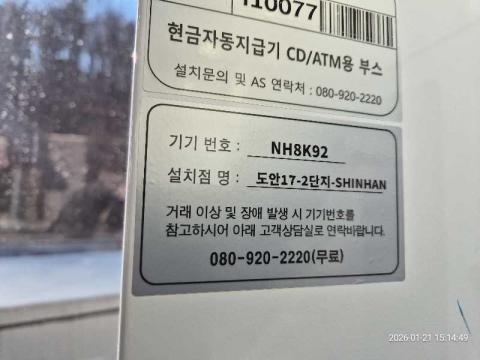 110077
현금자동지급기 CD/ATM용 부스
설치문의 및 AS 연락처 : 080-920-2220
기기 번호 : NH8K92
설치점 명 : 도안17-2단지-SHINHAN
거래 이상 및 장애 발생 시 기기번호를
참고하시어 아래 고객상담실로 연락바랍니다.
080-920-2220(무료)
2026-01-21 15:14:49